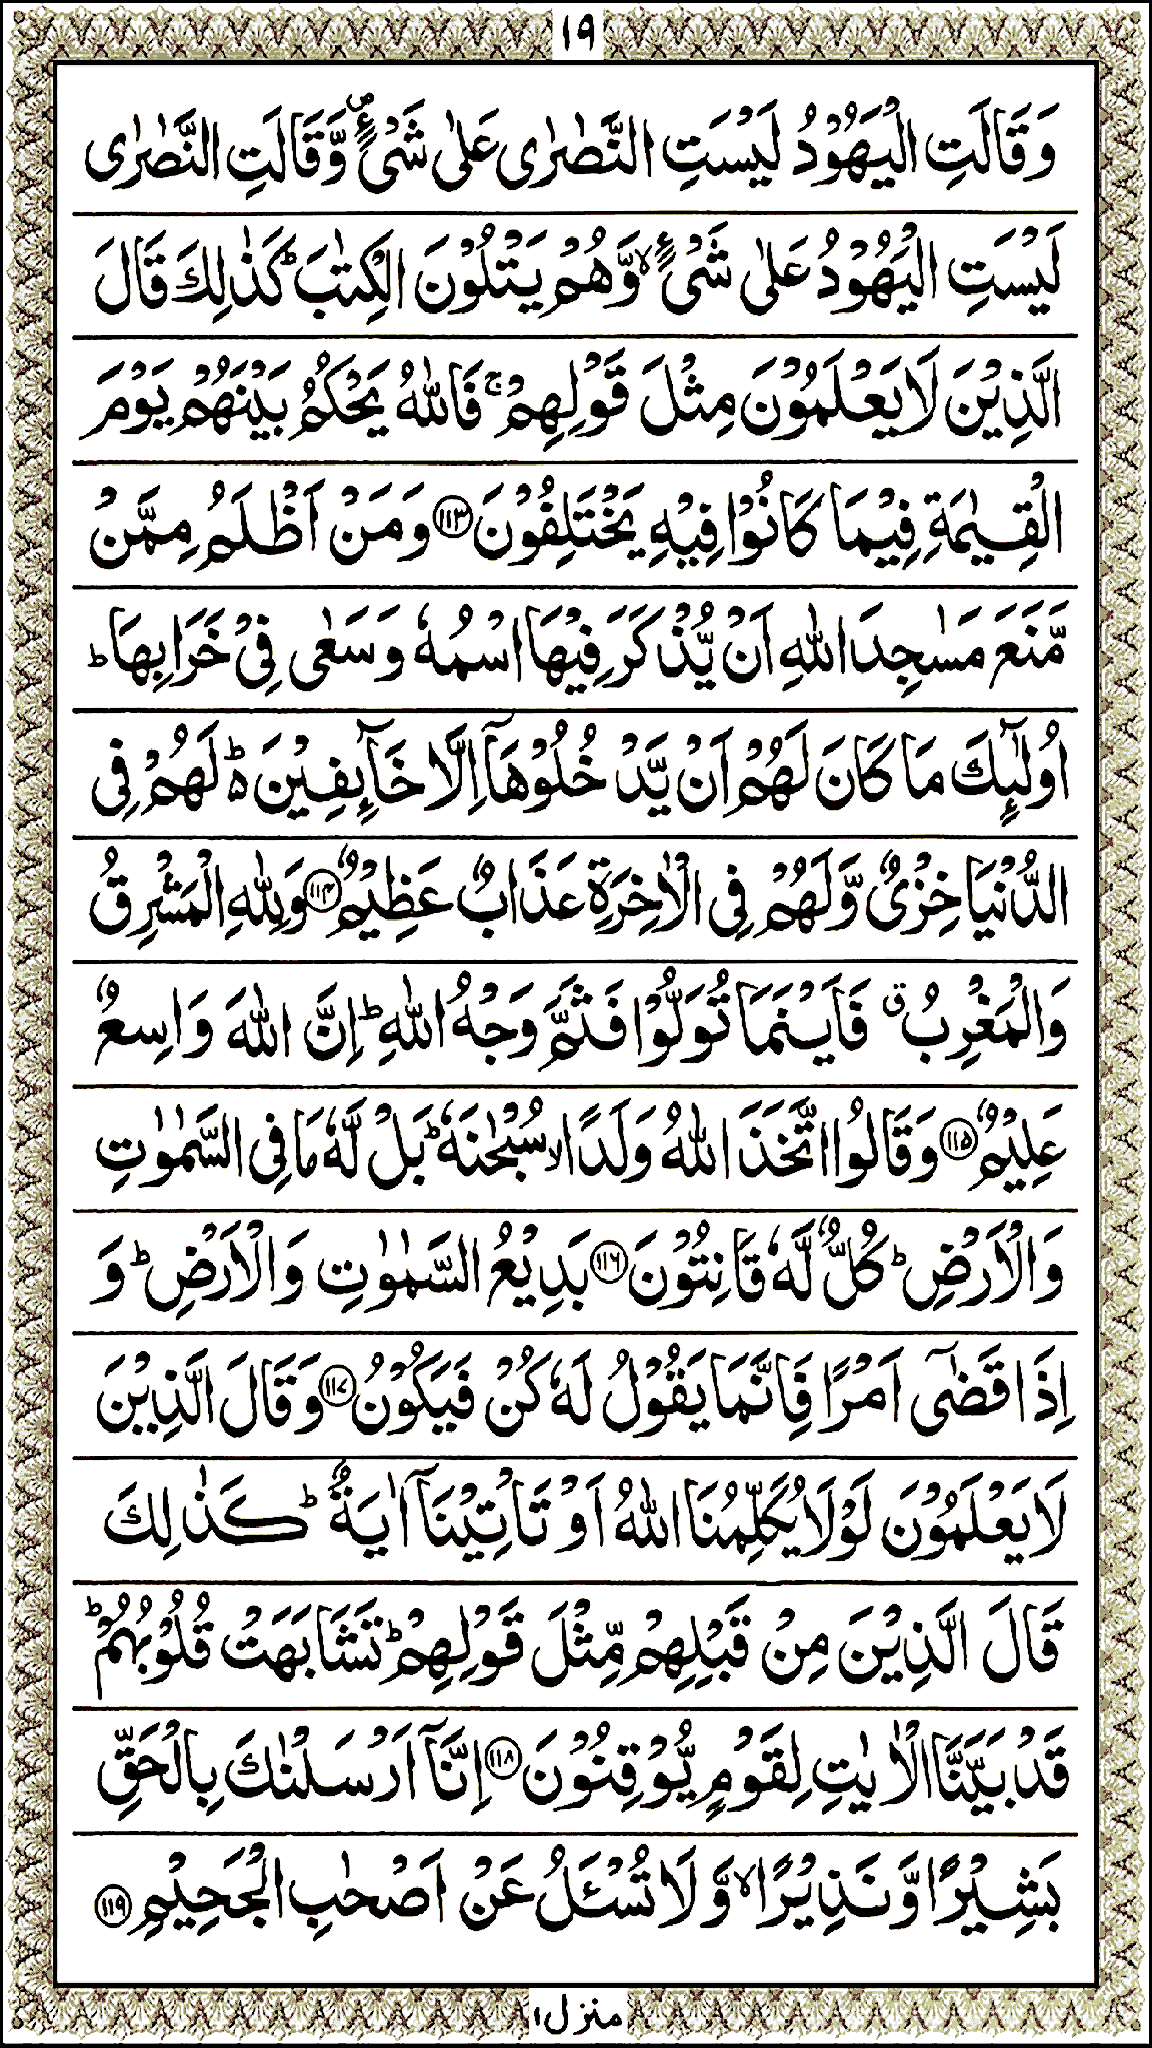 ١٩
وَقَالَتِ الْيَهُوْدُ لَيْسَتِ النَّصٰرٰى عَلٰى شَىْءٍ ۪ وَّقَالَتِ النَّصٰرٰى
لَيْسَتِ الْيَهُوْدُ عَلٰى شَىْءٍ ۙ وَّهُمْ يَتْلُوْنَ الْكِتٰبَ ؕ كَذٰلِكَ قَالَ
الَّذِيْنَ لَا يَعْلَمُوْنَ مِثْلَ قَوْلِهِمْ ۚ فَاللّٰهُ يَحْكُمُ بَيْنَهُمْ يَوْمَ
الْقِيٰمَةِ فِيْمَا كَانُوْا فِيْهِ يَخْتَلِفُوْنَ ﴿۱۱۳﴾ وَمَنْ اَظْلَمُ مِمَّنْ
مَّنَعَ مَسٰجِدَ اللّٰهِ اَنْ يُّذْكَرَ فِيْهَا اسْمُهٗ وَسَعٰى فِىْ خَرَابِهَا ؕ
اُولٰٓئِكَ مَا كَانَ لَهُمْ اَنْ يَّدْخُلُوْهَاۤ اِلَّا خَآئِفِيْنَ ؕ۬ لَهُمْ فِى
الدُّنْيَا خِزْىٌ وَّلَهُمْ فِى الْاٰخِرَةِ عَذَابٌ عَظِيْمٌ ﴿۱۱۴﴾ وَلِلّٰهِ الْمَشْرِقُ
وَالْمَغْرِبُ ۗ فَاَيْنَمَا تُوَلُّوْا فَثَمَّ وَجْهُ اللّٰهِ ؕ اِنَّ اللّٰهَ وَاسِعٌ
عَلِيْمٌ ﴿۱۱۵﴾ وَقَالُوا اتَّخَذَ اللّٰهُ وَلَدًا ۙ سُبْحٰنَهٗ ؕ بَلْ لَّهٗ مَا فِى السَّمٰوٰتِ
وَالْاَرْضِ ؕ كُلٌّ لَّهٗ قَانِتُوْنَ ﴿۱۱۶﴾ بَدِيْعُ السَّمٰوٰتِ وَالْاَرْضِ ؕ وَ
اِذَا قَضٰٓى اَمْرًا فَاِنَّمَا يَقُوْلُ لَهٗ كُنْ فَيَكُوْنُ ﴿۱۱۷﴾ وَقَالَ الَّذِيْنَ
لَا يَعْلَمُوْنَ لَوْلَا يُكَلِّمُنَا اللّٰهُ اَوْ تَاْتِيْنَاۤ اٰيَةٌ ؕ كَذٰلِكَ
قَالَ الَّذِيْنَ مِنْ قَبْلِهِمْ مِّثْلَ قَوْلِهِمْ ؕ تَشَابَهَتْ قُلُوْبُهُمْ ؕ
قَدْ بَيَّنَّا الْاٰيٰتِ لِقَوْمٍ يُّوْقِنُوْنَ ﴿۱۱۸﴾ اِنَّاۤ اَرْسَلْنٰكَ بِالْحَقِّ
بَشِيْرًا وَّنَذِيْرًا ۙ وَّلَا تُسْئَلُ عَنْ اَصْحٰبِ الْجَحِيْمِ ﴿۱۱۹﴾
منزل١